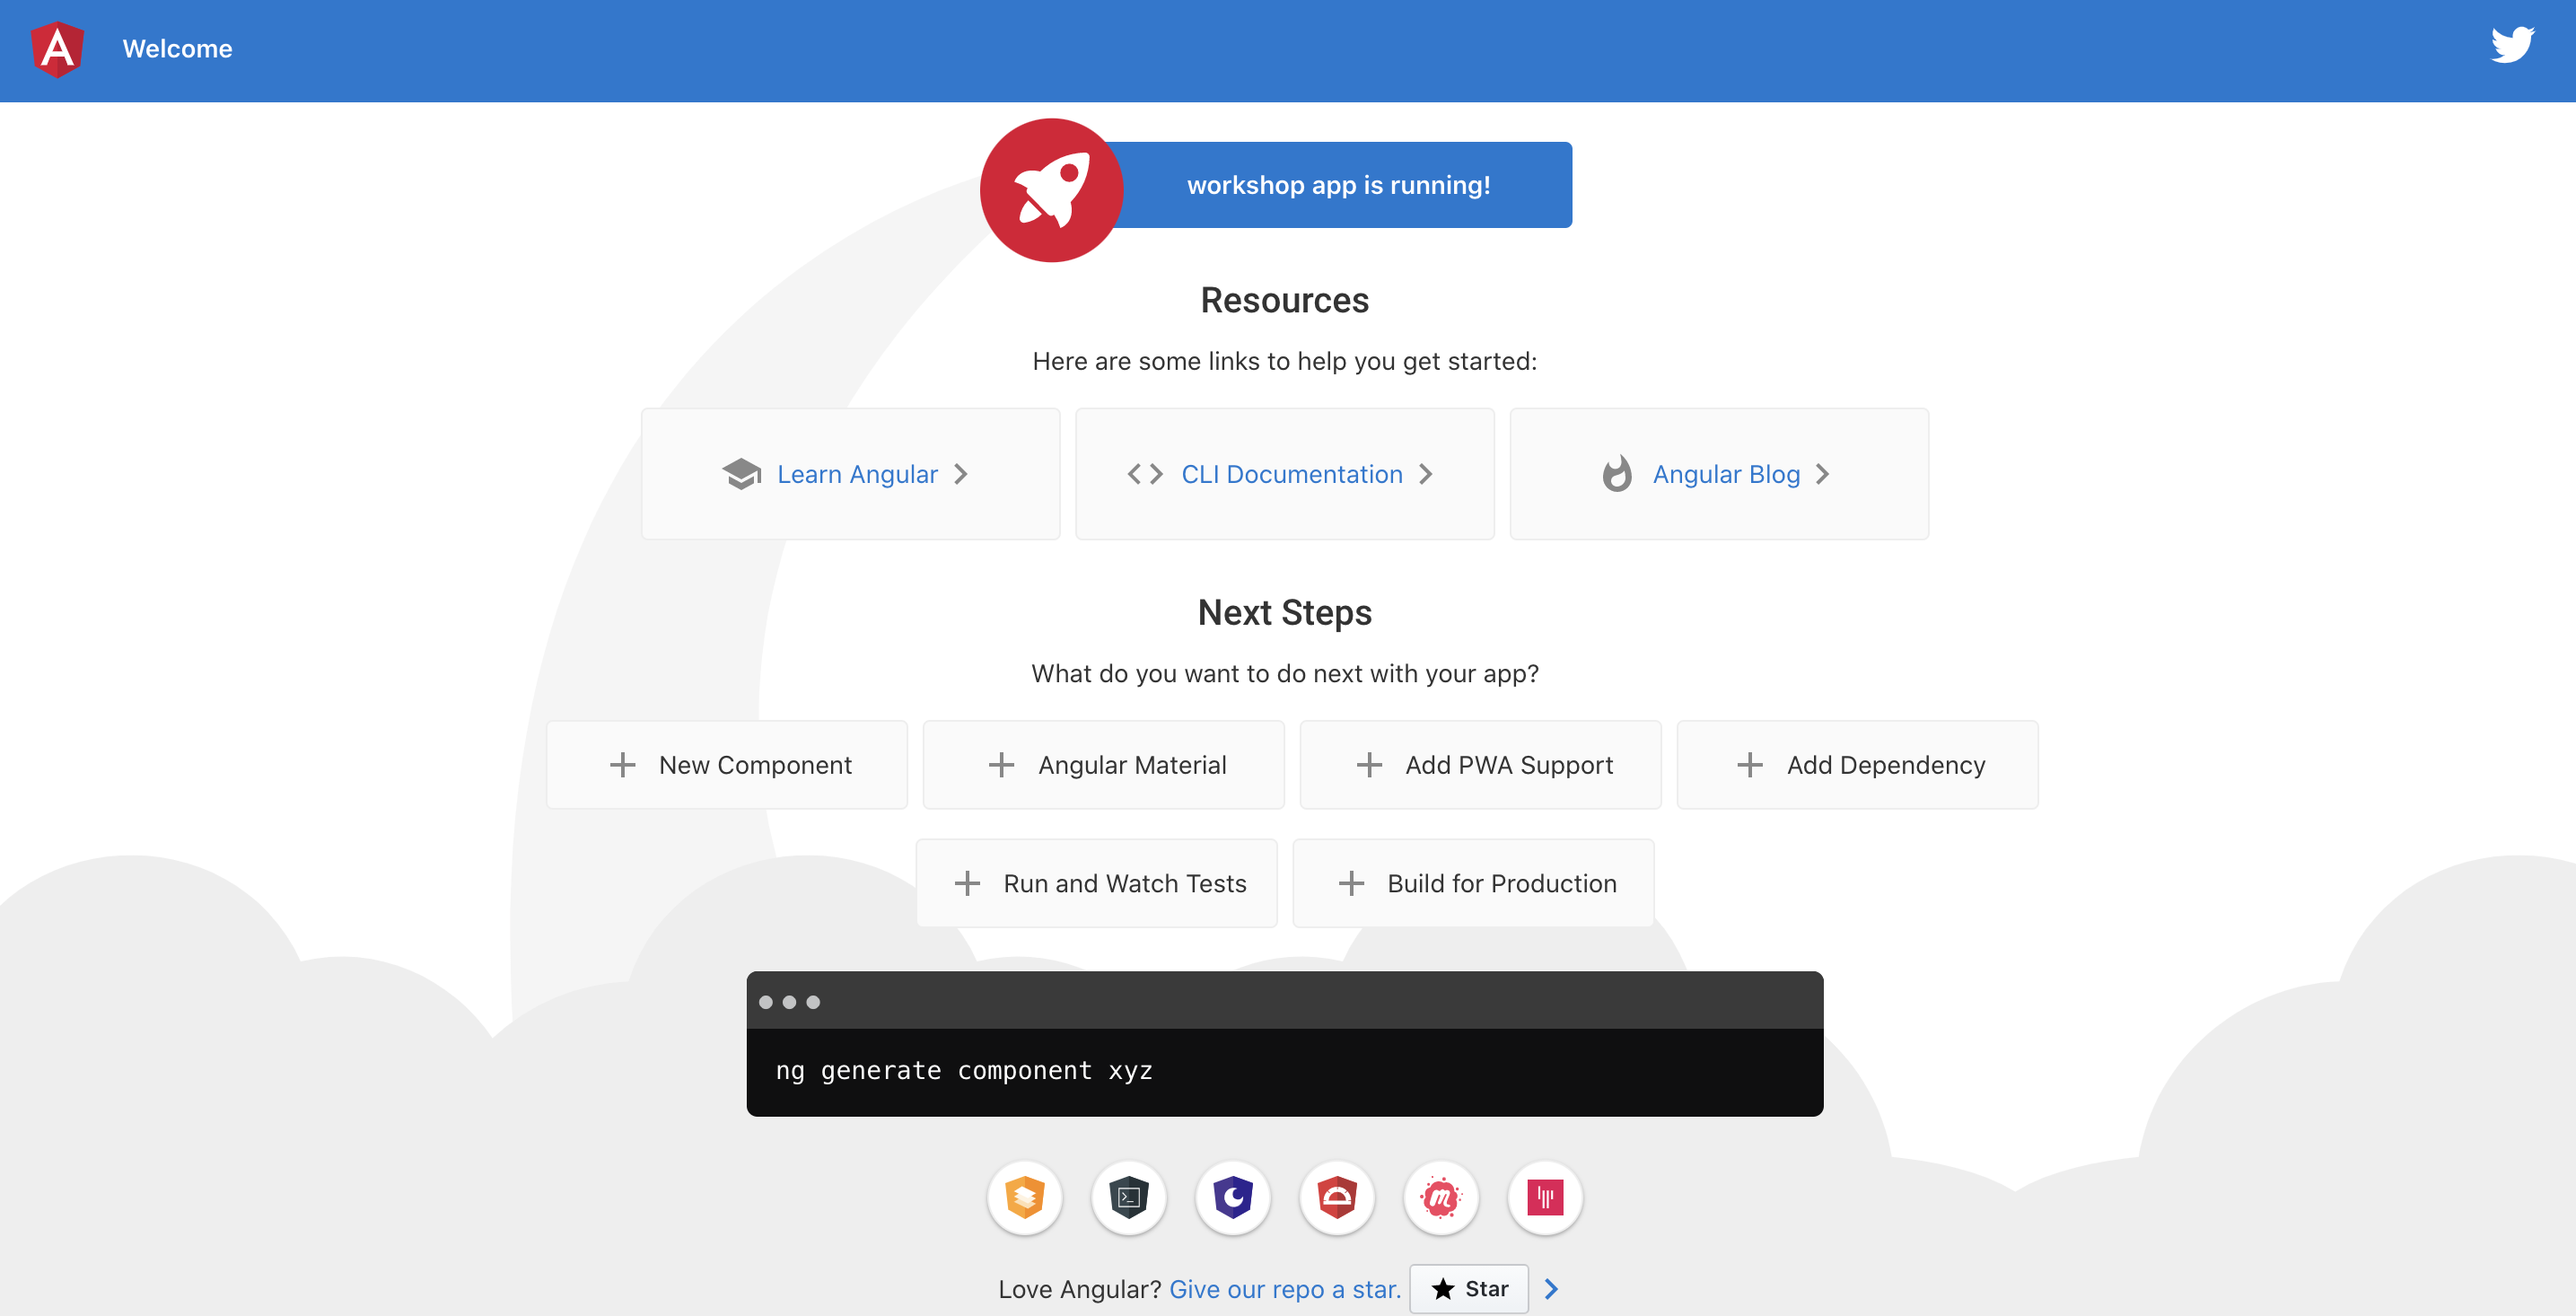 Welcome
workshop app is running!
Resources
Here are some links to help you get started:
Learn Angular
CLI Documentation
Angular Blog
Next Steps
What do you want to do next with your app?
New Component
Angular Material
Add PWA Support
Add Dependency
Run and Watch Tests
Build for Production
ng generate component xyz
Love Angular? Give our repo a star. Star